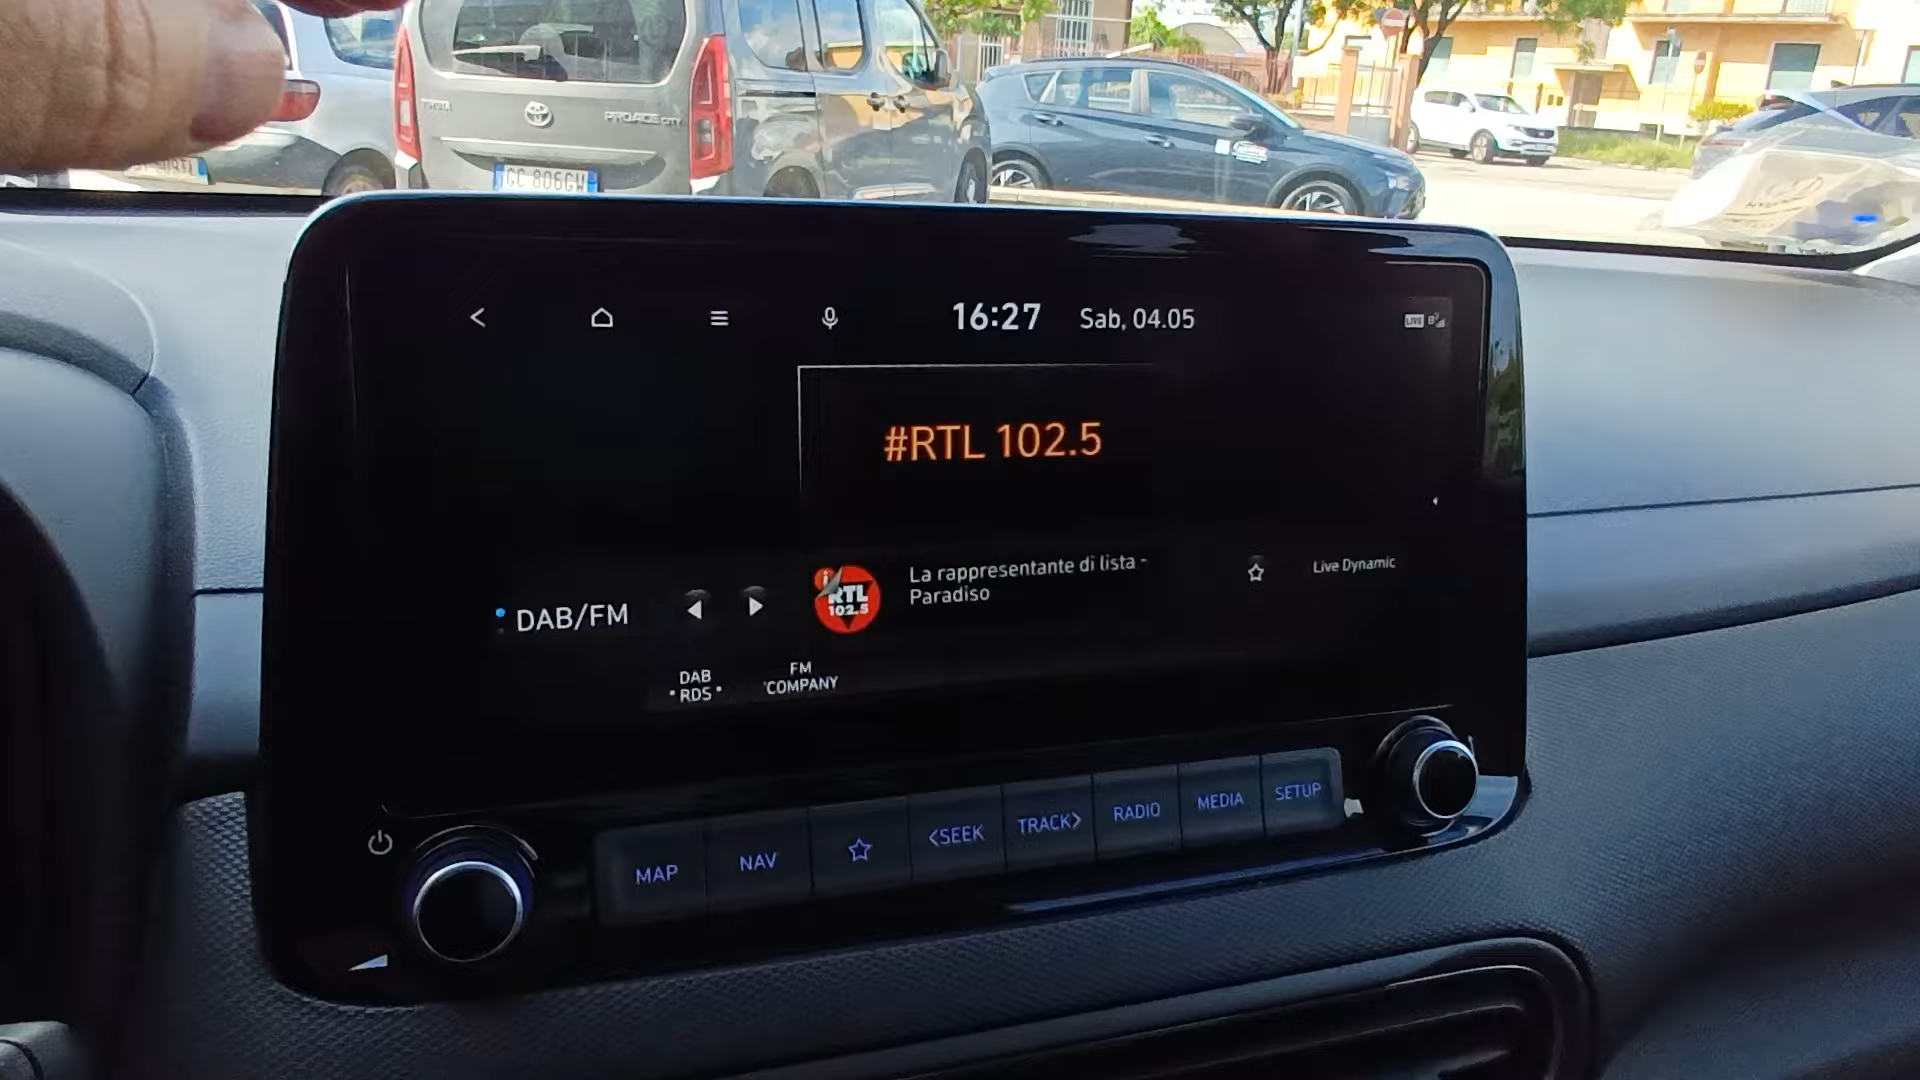 PROACE CITY
GC 806GW
16:27 Sab, 04.05
LIVE
#RTL 102.5
DAB/FM
RTL
102.5
La rappresentante di lista -
Paradiso
Live Dynamic
DAB
RDS
FM
COMPANY
MAP
NAV
<SEEK
TRACK>
RADIO
MEDIA
SETUP